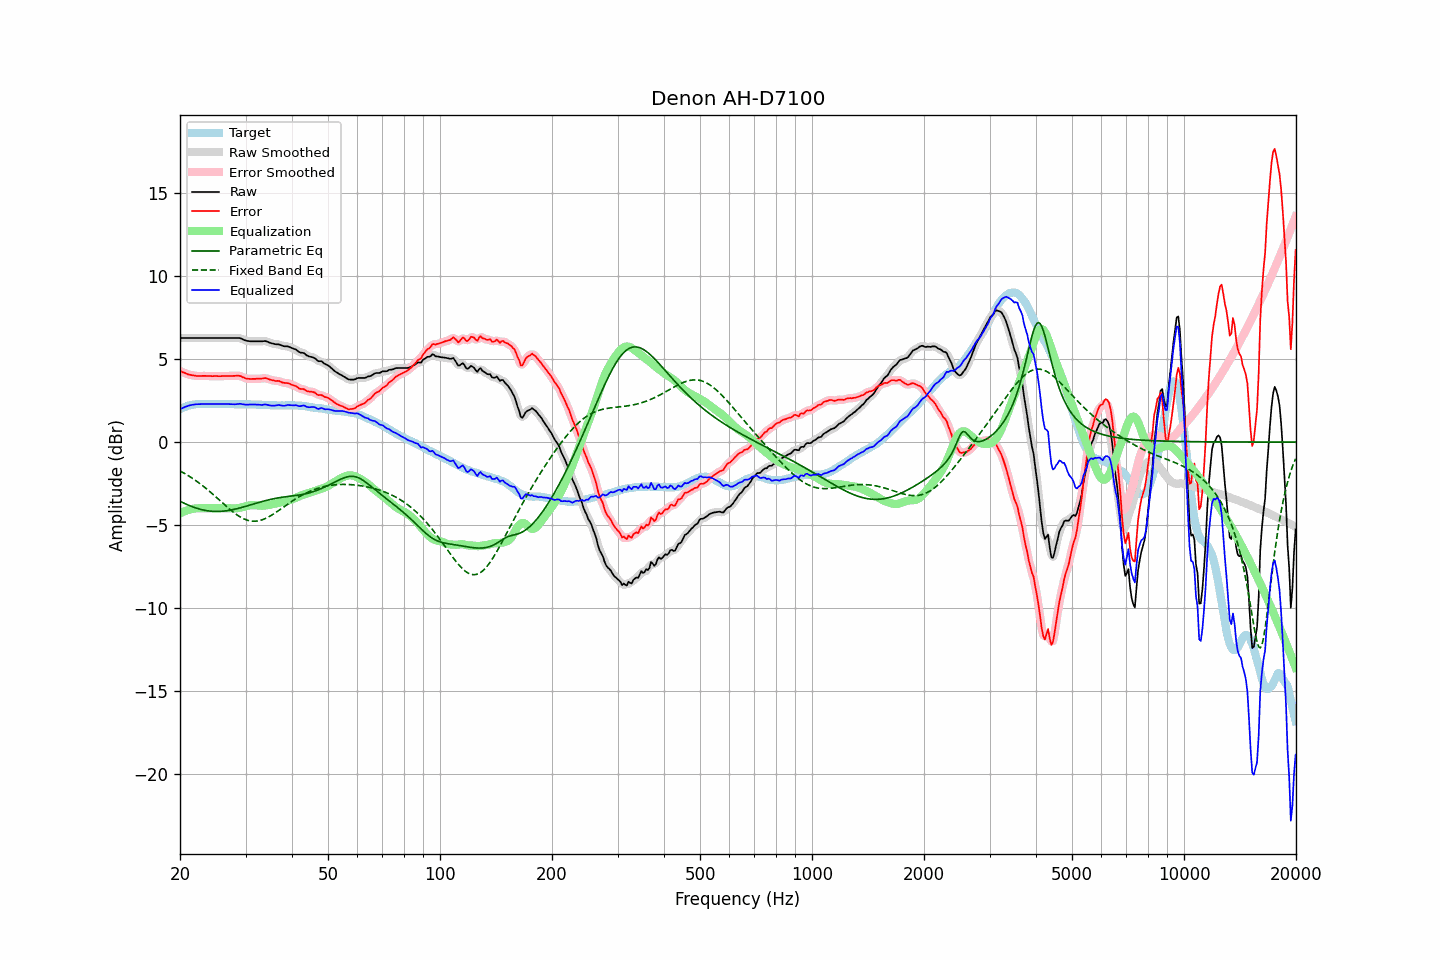 Denon AH-D7100
Target
Raw Smoothed
Error Smoothed
Raw
Error
Equalization
Parametric Eq
Fixed Band Eq
Equalized
Amplitude (dBr)
15
10
5
0
−5
−10
−15
−20
20
50
100
200
500
1000
2000
5000
10000
20000
Frequency (Hz)